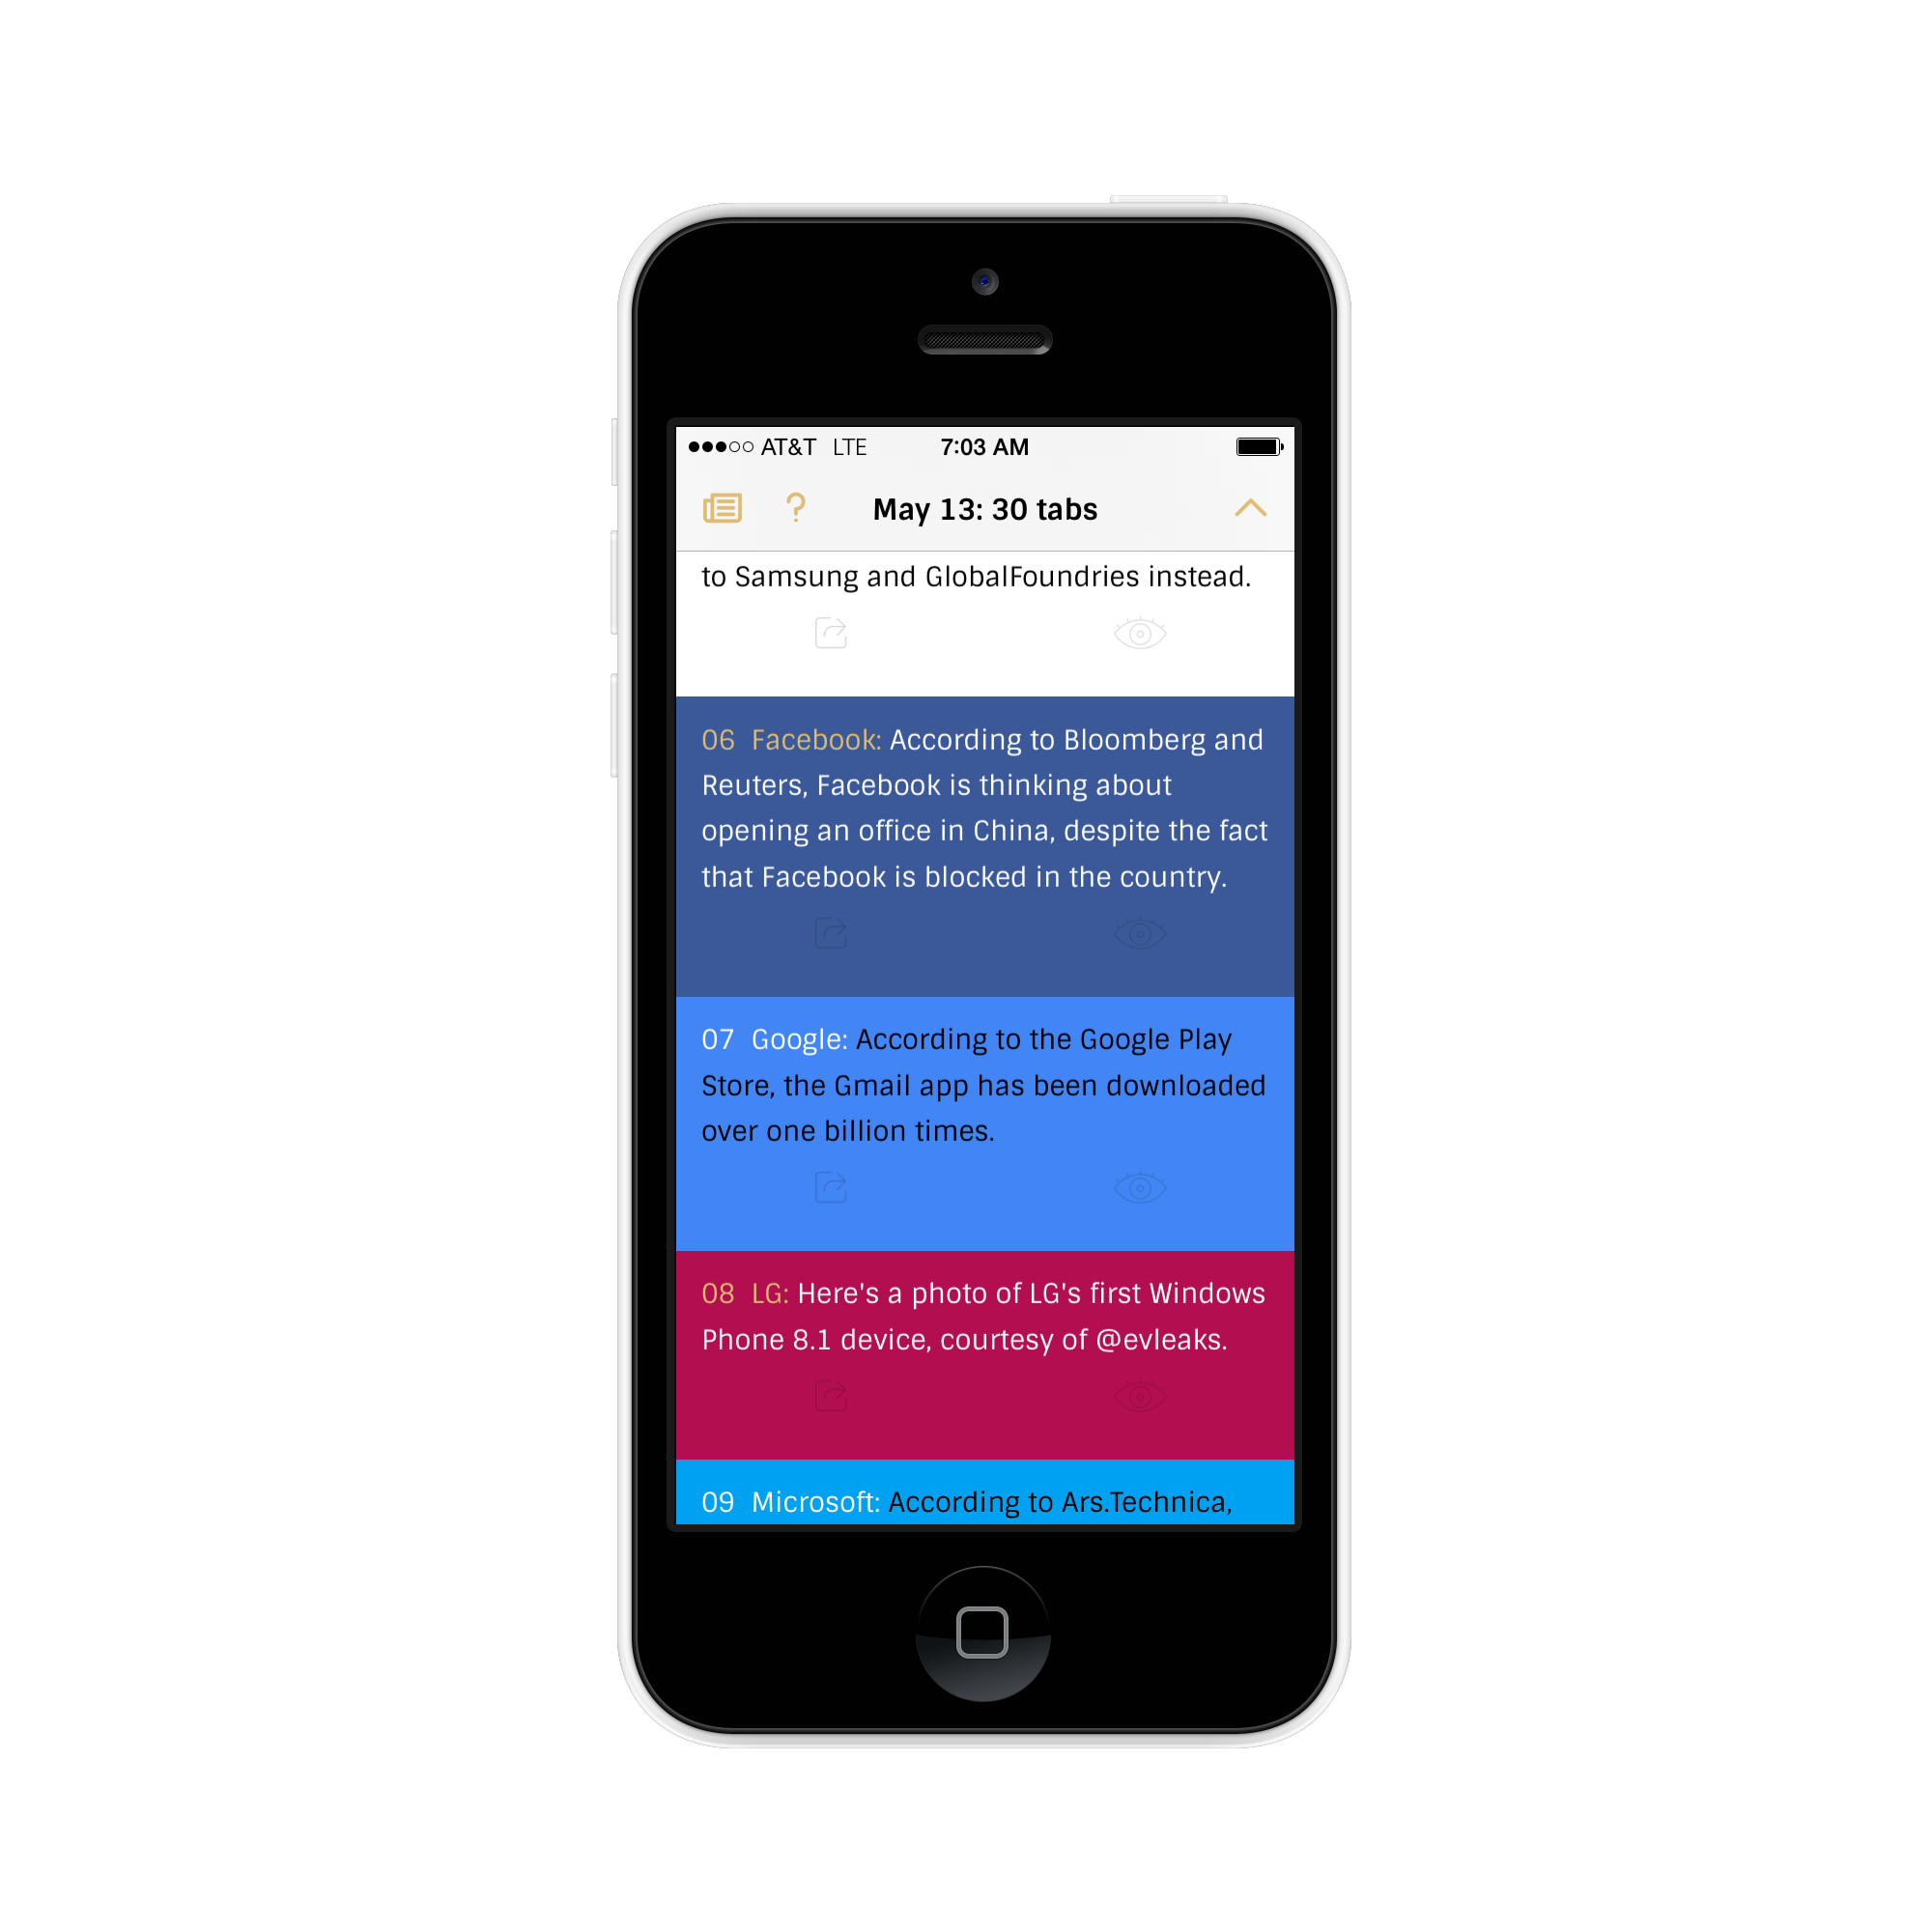 AT&T LTE 7:03 AM
? May 13: 30 tabs
to Samsung and GlobalFoundries instead.
06 Facebook: According to Bloomberg and
Reuters, Facebook is thinking about
opening an office in China, despite the fact
that Facebook is blocked in the country.
07 Google: According to the Google Play
Store, the Gmail app has been downloaded
over one billion times.
08 LG: Here's a photo of LG's first Windows
Phone 8.1 device, courtesy of @evleaks.
09 Microsoft: According to Ars.Technica,